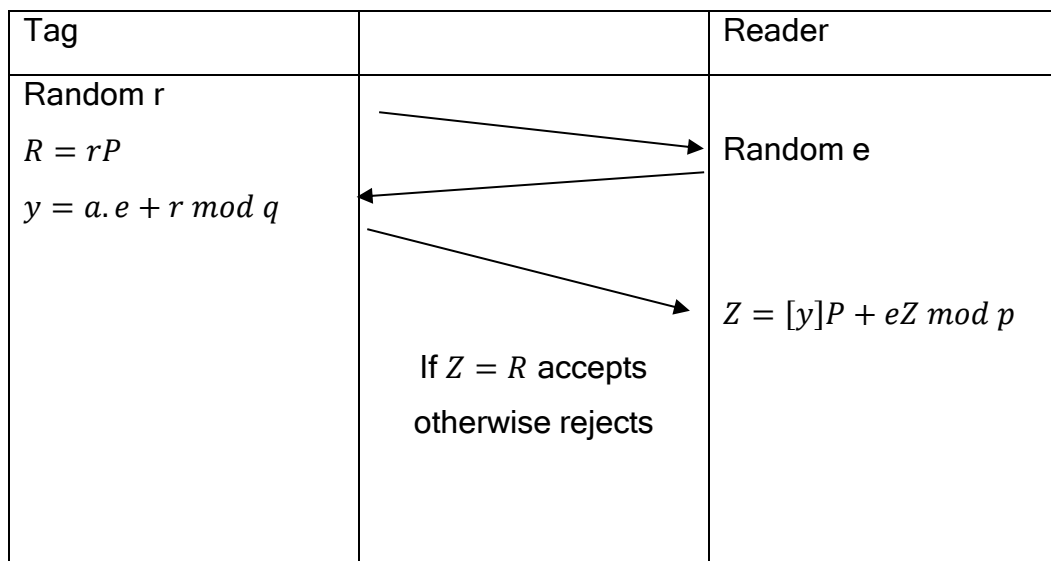 Tag
Reader
Random r
R = rP
Random e
y = a. e + r mod q
Z = [y]P + eZ mod p
If Z = R accepts
otherwise rejects